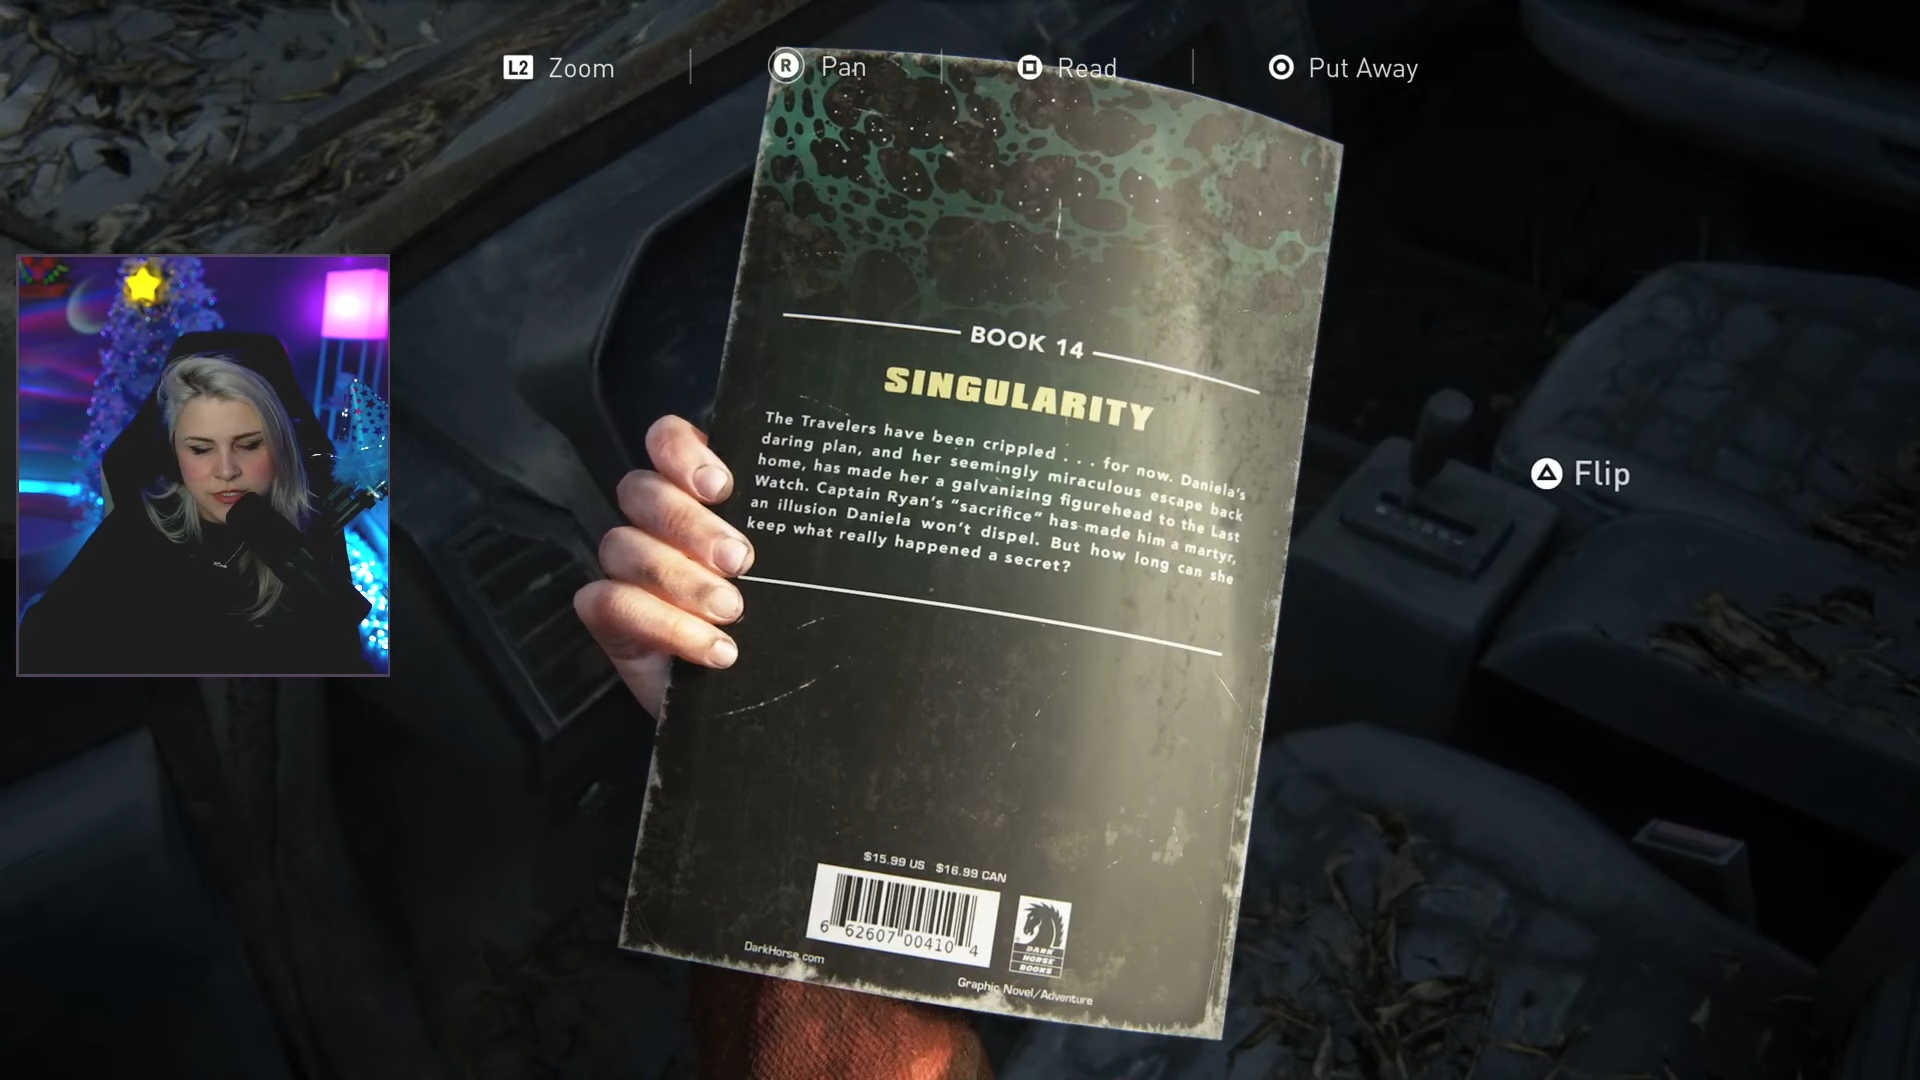 L2 Zoom
R Pan
Read
Put Away
BOOK 14
SINGULARITY
The Travelers have been crippled . . . for now. Daniela's
daring plan, and her seemingly miraculous escape back
home, has made her a galvanizing figurehead to the Last
Watch. Captain Ryan's "sacrifice" has made him a martyr,
an illusion Daniela won't dispel. But how long can she
keep what really happened a secret?
Flip
$15.99 US $16.99 CAN
6 62607 00410 4
DARK
HORSE
BOOKS
DarkHorse.com
Graphic Novel/Adventure